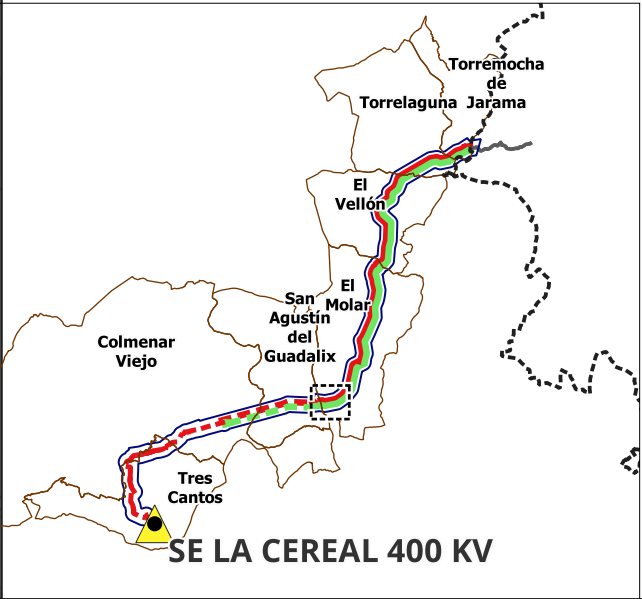 Torremocha
de
Jarama
Torrelaguna
El
Vellón
El
Molar
San
Agustín
del
Guadalix
Colmenar
Viejo
Tres
Cantos
SE LA CEREAL 400 KV